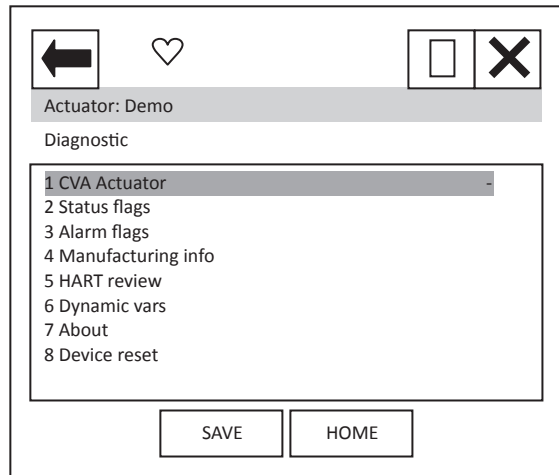 Actuator: Demo
Diagnostic
1 CVA Actuator -
2 Status flags
3 Alarm flags
4 Manufacturing info
5 HART review
6 Dynamic vars
7 About
8 Device reset
SAVE HOME